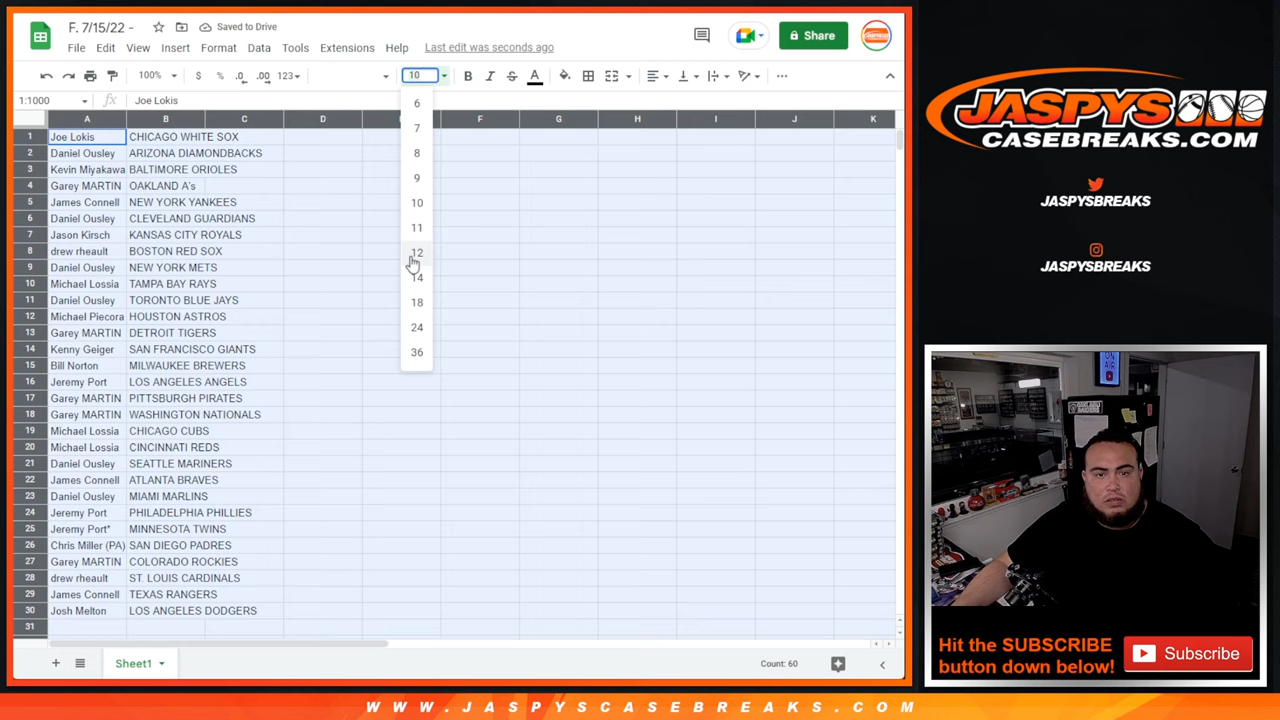 F. 7/15/22 -
Saved to Drive
File Edit View Insert Format Data Tools Extensions Help Last edit was seconds ago
Share
100% $ % .0 .00 123 10 B I S A
1:1000 fx Joe Lokis
A B C D F G H I J K
1 Joe Lokis CHICAGO WHITE SOX
2 Daniel Ousley ARIZONA DIAMONDBACKS
3 Kevin Miyakawa BALTIMORE ORIOLES
4 Garey MARTIN OAKLAND A's
5 James Connell NEW YORK YANKEES
6 Daniel Ousley CLEVELAND GUARDIANS
7 Jason Kirsch KANSAS CITY ROYALS
8 drew rheault BOSTON RED SOX
9 Daniel Ousley NEW YORK METS
10 Michael Lossia TAMPA BAY RAYS
11 Daniel Ousley TORONTO BLUE JAYS
12 Michael Piecora HOUSTON ASTROS
13 Garey MARTIN DETROIT TIGERS
14 Kenny Geiger SAN FRANCISCO GIANTS
15 Bill Norton MILWAUKEE BREWERS
16 Jeremy Port LOS ANGELES ANGELS
17 Garey MARTIN PITTSBURGH PIRATES
18 Garey MARTIN WASHINGTON NATIONALS
19 Michael Lossia CHICAGO CUBS
20 Michael Lossia CINCINNATI REDS
21 Daniel Ousley SEATTLE MARINERS
22 James Connell ATLANTA BRAVES
23 Daniel Ousley MIAMI MARLINS
24 Jeremy Port PHILADELPHIA PHILLIES
25 Jeremy Port* MINNESOTA TWINS
26 Chris Miller (PA) SAN DIEGO PADRES
27 Garey MARTIN COLORADO ROCKIES
28 drew rheault ST. LOUIS CARDINALS
29 James Connell TEXAS RANGERS
30 Josh Melton LOS ANGELES DODGERS
31
6
7
8
9
10
11
12
14
18
24
36
Sheet1
Count: 60
JASPYS
CASEBREAKS.COM
JASPYSBREAKS
JASPYSBREAKS
ON AIR
Hit the SUBSCRIBE
button down below!
Subscribe
WWW.JASPYSCASEBREAKS.COM